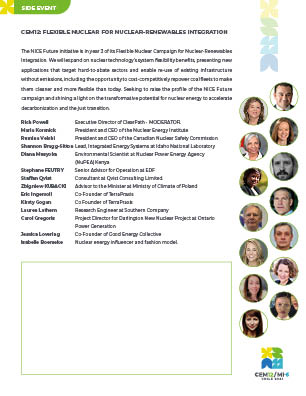 SIDE EVENT
CEM12: FLEXIBLE NUCLEAR FOR NUCLEAR-RENEWABLES INTEGRATION
The NICE Future initiative is in year 3 of its Flexible Nuclear Campaign for Nuclear-Renewables
Integration. We will expand on nuclear technology's system flexibility benefits, presenting new
applications that target hard-to-abate sectors and enable re-use of existing infrastructure
without emissions, including the opportunity to cost-competitively repower coal fleets to make
them cleaner and more flexible than today. Seeking to raise the profile of the NICE Future
campaign and shining a light on the transformative potential for nuclear energy to accelerate
decarbonization and the just transition.
Rich Powell Executive Director of ClearPath - MODERATOR.
Maria Korsnick President and CEO of the Nuclear Energy Institute
Rumina Velshi President and CEO of the Canadian Nuclear Safety Commission
Shannon Bragg-Sitton Lead, Integrated Energy Systems at Idaho National Laboratory
Diana Musyoka Environmental Scientist at Nuclear Power Energy Agency
(NuPEA) Kenya
Stephane FEUTRY Senior Advisor for Operation at EDF
Staffan Qvist Consultant at Qvist Consulting Limited.
Zbigniew KUBACKI Advisor to the Minister at Ministry of Climate of Poland
Eric Ingersoll Co-Founder of TerraPraxis
Kirsty Gogan Co Founder of TerraPraxis
Lauren Lathem Research Engineer at Southern Company
Carol Gregoris Project Director for Darlington New Nuclear Project at Ontario
Power Generation
Jessica Lovering Co-Founder of Good Energy Collective
Isabelle Boemeke Nuclear energy influencer and fashion model.
CEM12/MI-6
CHILE 2021